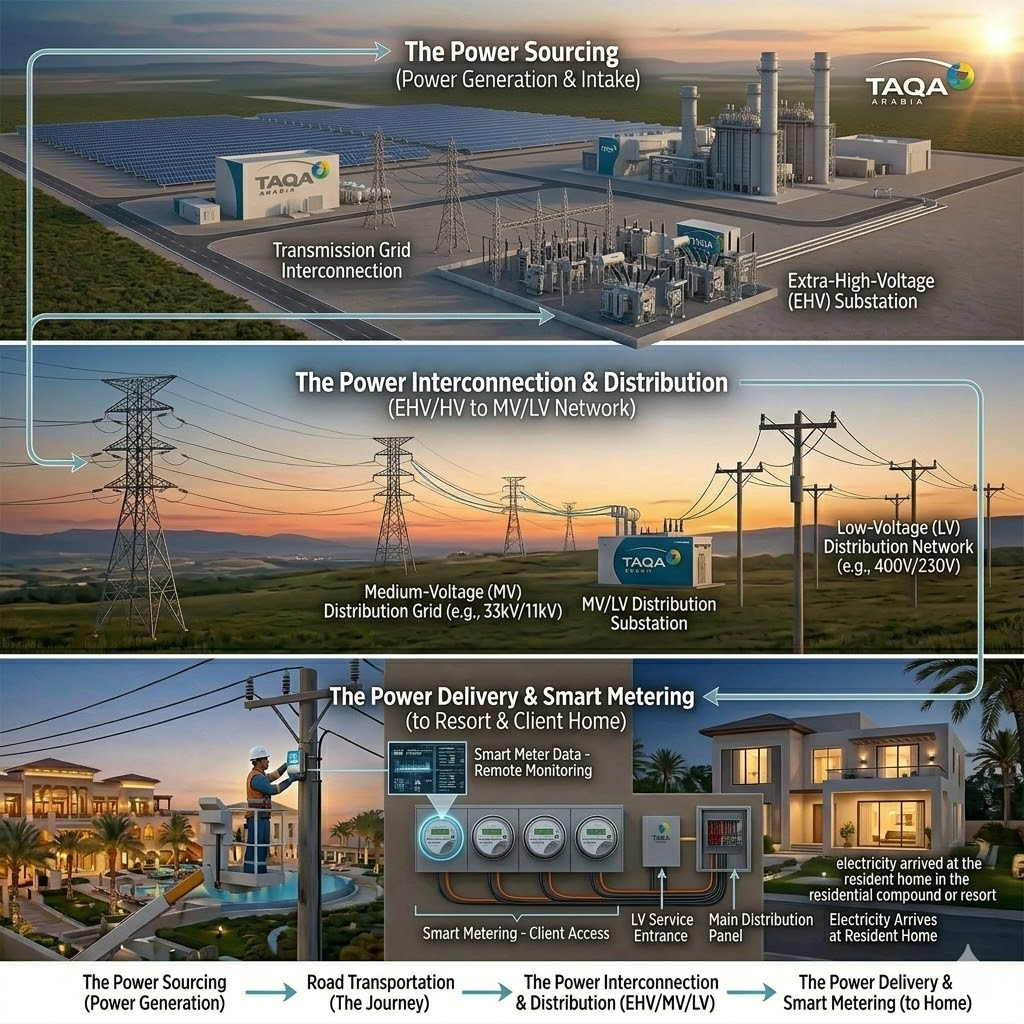 The Power Sourcing
(Power Generation & Intake)
TAQA
ARABIA
TAQA
ARABIA
Transmission Grid
Interconnection
Extra-High-Voltage
(EHV) Substation
The Power Interconnection & Distribution
(EHV/HV to MV/LV Network)
Low-Voltage (LV)
Distribution Network
(e.g., 400V/230V)
TAQA
Medium-Voltage (MV)
Distribution Grid (e.g., 33kV/11kV)
MV/LV Distribution
Substation
The Power Delivery & Smart Metering
(to Resort & Client Home)
Smart Meter Data -
Remote Monitoring
electricity arrived at the
resident home in the
residential compound or resort
Smart Metering - Client Access
LV Service
Entrance
Main Distribution
Panel
Electricity Arrives
at Resident Home
The Power Sourcing
(Power Generation)
Road Transportation
(The Journey)
The Power Interconnection
& Distribution (EHV/MV/LV)
The Power Delivery &
Smart Metering (to Home)